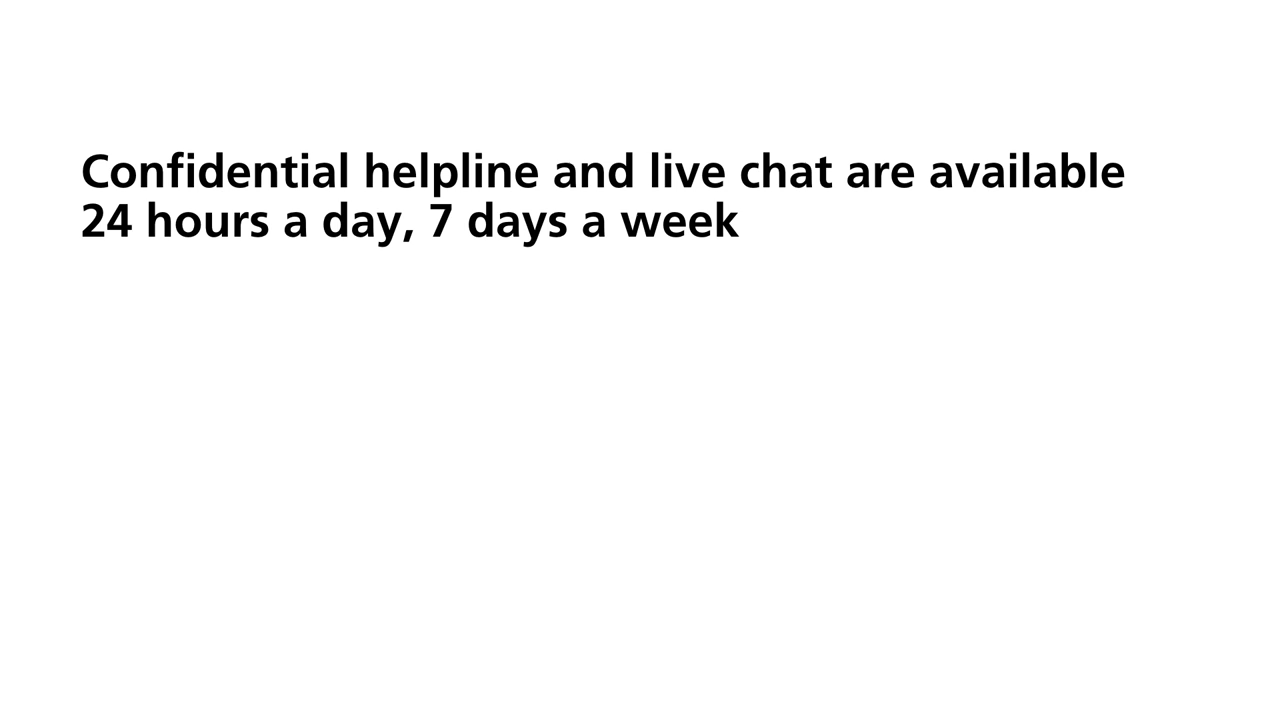 Confidential helpline and live chat are available
24 hours a day, 7 days a week